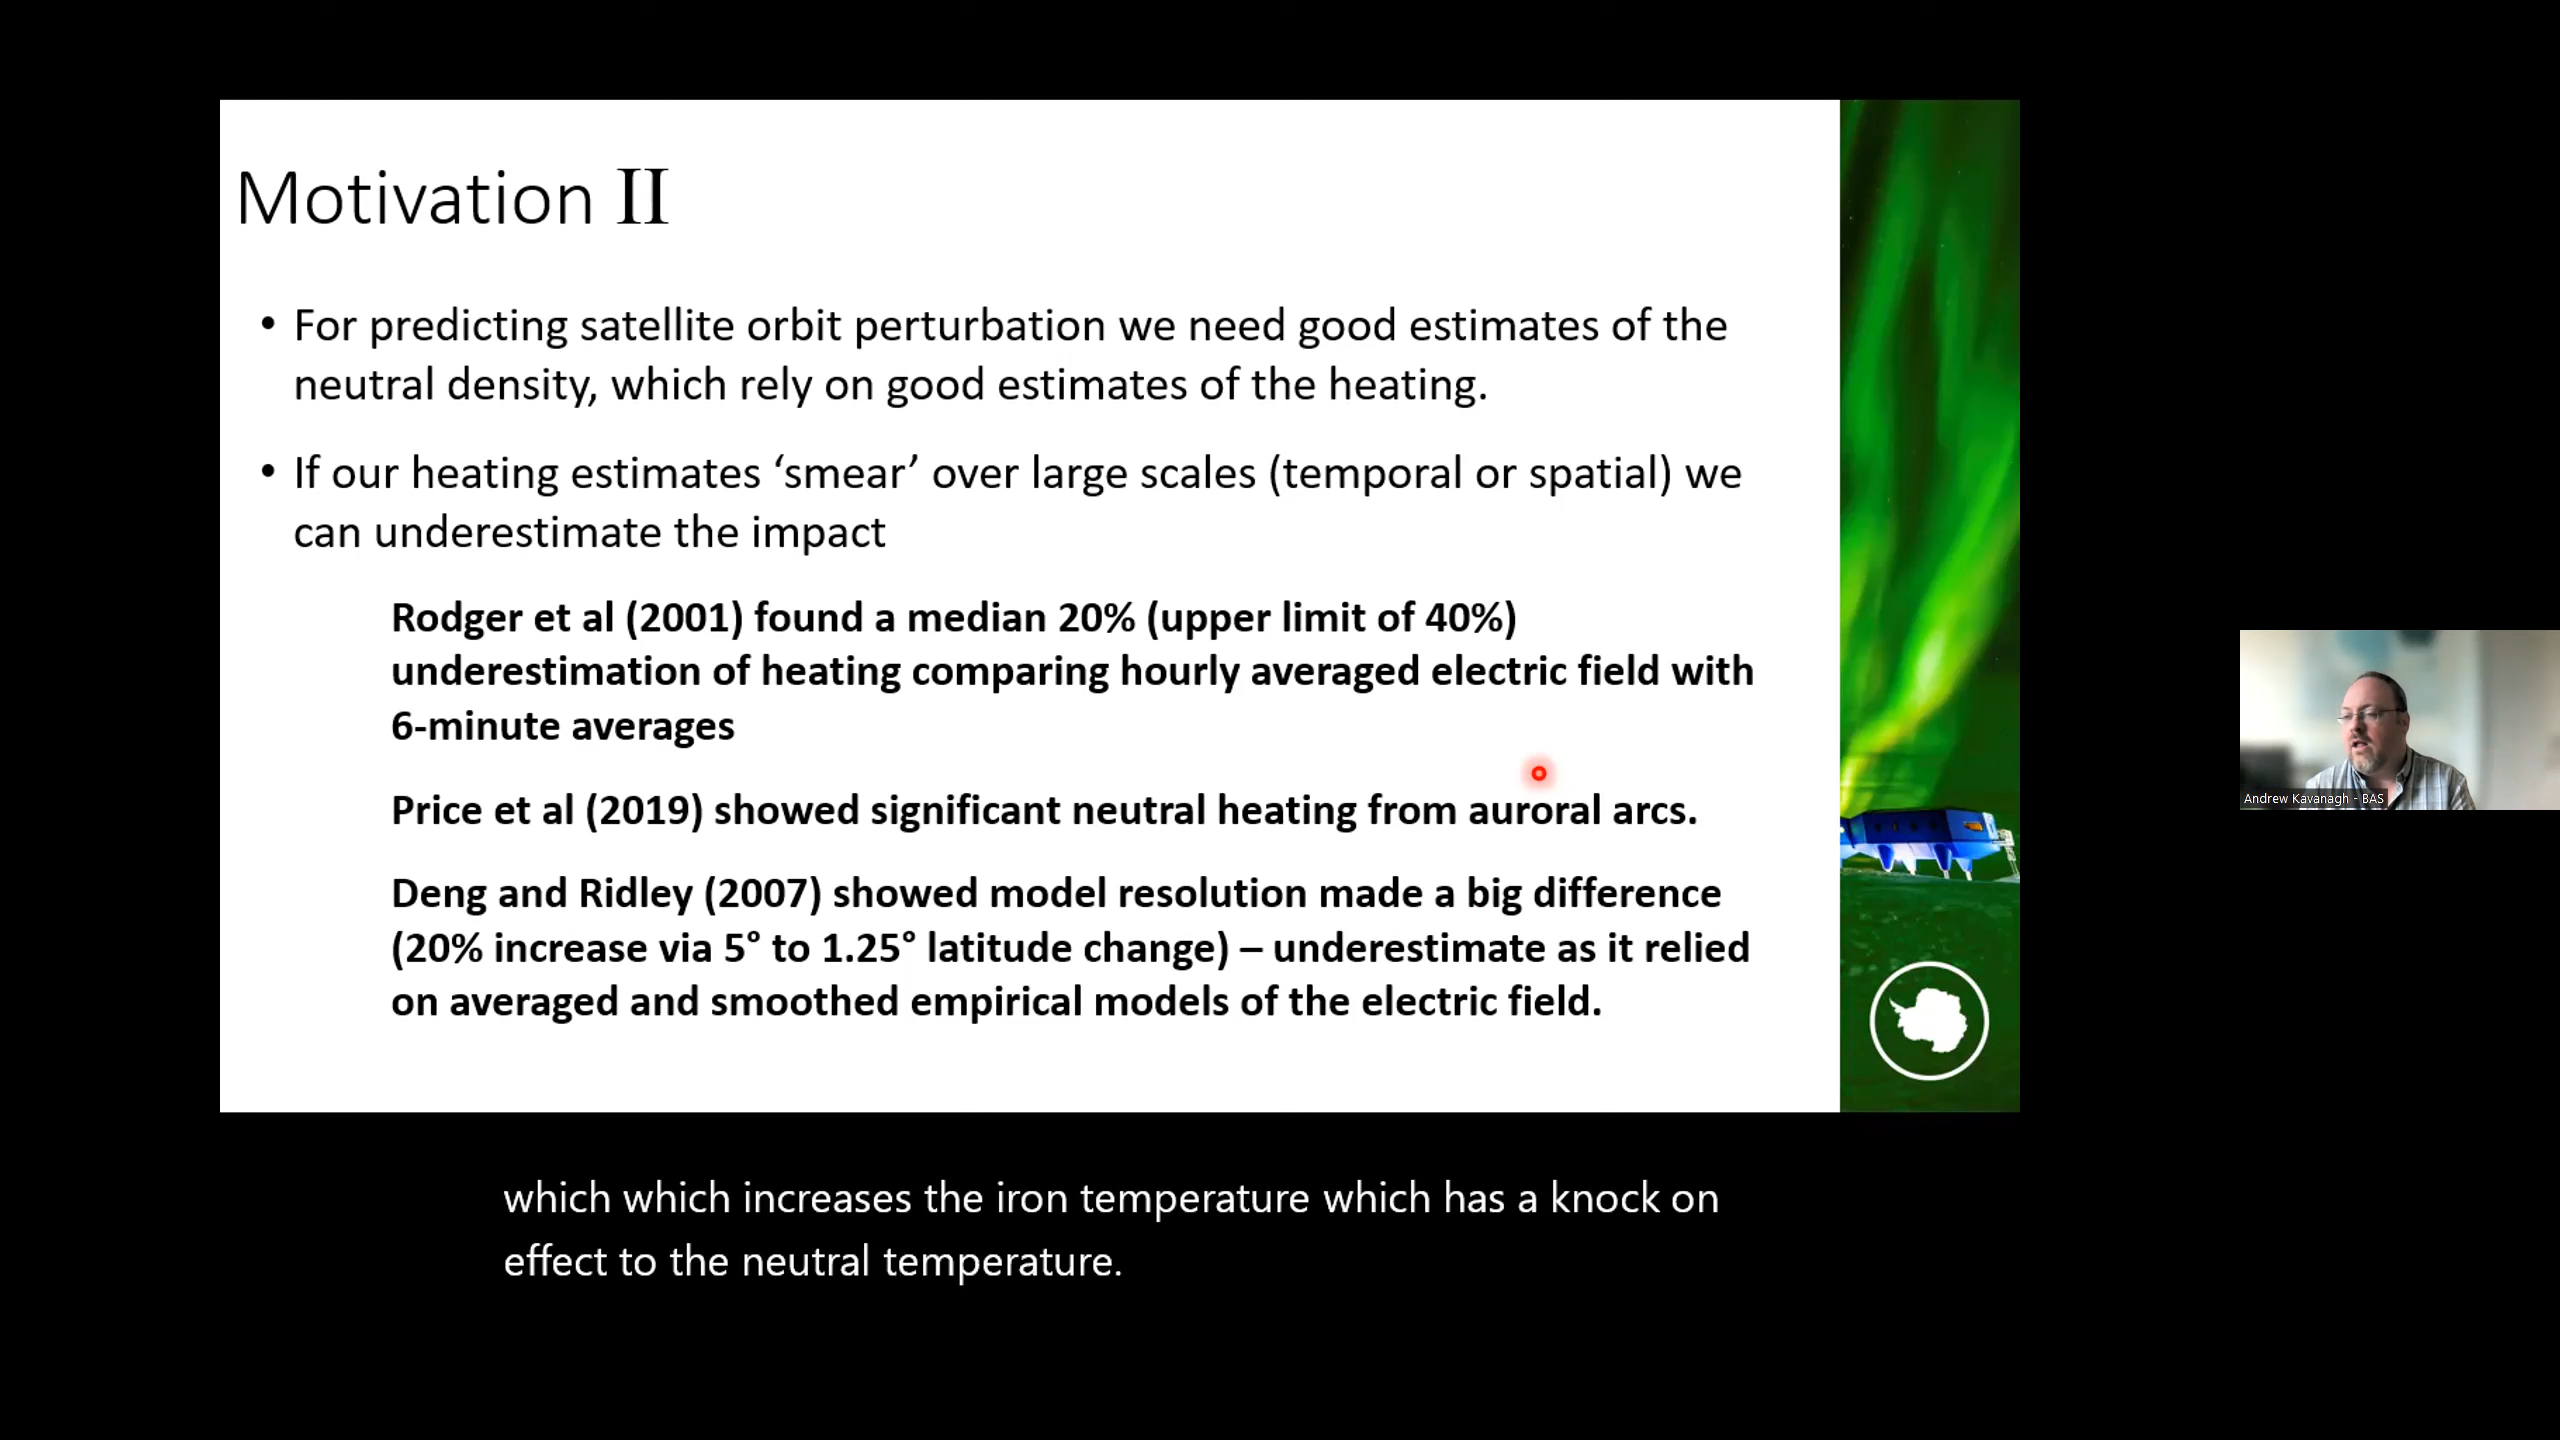 Motivation II
• For predicting satellite orbit perturbation we need good estimates of the
neutral density, which rely on good estimates of the heating.
• If our heating estimates ‘smear’ over large scales (temporal or spatial) we
can underestimate the impact
Rodger et al (2001) found a median 20% (upper limit of 40%)
underestimation of heating comparing hourly averaged electric field with
6-minute averages
Price et al (2019) showed significant neutral heating from auroral arcs.
Deng and Ridley (2007) showed model resolution made a big difference
(20% increase via 5° to 1.25° latitude change) – underestimate as it relied
on averaged and smoothed empirical models of the electric field.
Andrew Kavanagh - BAS
which which increases the iron temperature which has a knock on
effect to the neutral temperature.